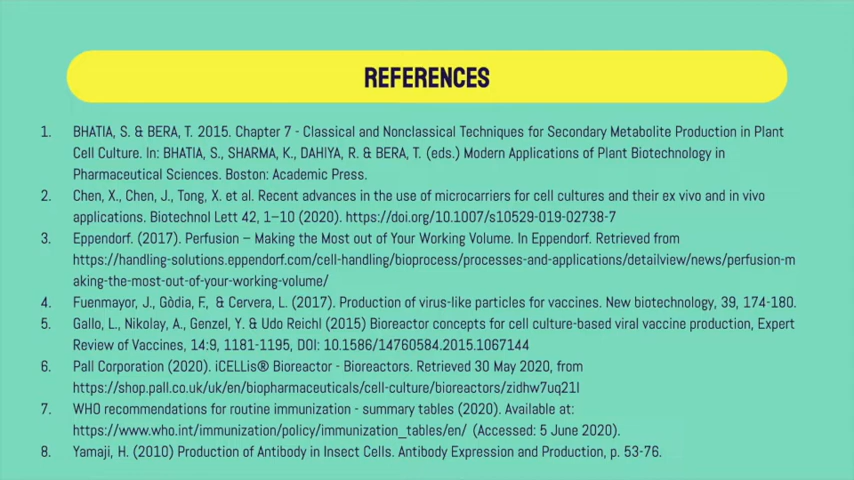 REFERENCES
1. BHATIA, S. & BERA, T. 2015. Chapter 7 - Classical and Nonclassical Techniques for Secondary Metabolite Production in Plant
Cell Culture. In: BHATIA, S., SHARMA, K., DAHIYA, R. & BERA, T. (eds.) Modern Applications of Plant Biotechnology in
Pharmaceutical Sciences. Boston: Academic Press.
2. Chen, X., Chen, J., Tong, X. et al. Recent advances in the use of microcarriers for cell cultures and their ex vivo and in vivo
applications. Biotechnol Lett 42, 1–10 (2020). https://doi.org/10.1007/s10529-019-02738-7
3. Eppendorf. (2017). Perfusion – Making the Most out of Your Working Volume. In Eppendorf. Retrieved from
https://handling-solutions.eppendorf.com/cell-handling/bioprocess/processes-and-applications/detailview/news/perfusion-m
aking-the-most-out-of-your-working-volume/
4. Fuenmayor, J., Gòdia, F., & Cervera, L. (2017). Production of virus-like particles for vaccines. New biotechnology, 39, 174-180.
5. Gallo, L., Nikolay, A., Genzel, Y. & Udo Reichl (2015) Bioreactor concepts for cell culture-based viral vaccine production, Expert
Review of Vaccines, 14:9, 1181-1195, DOI: 10.1586/14760584.2015.1067144
6. Pall Corporation (2020). iCELLis® Bioreactor - Bioreactors. Retrieved 30 May 2020, from
https://shop.pall.co.uk/uk/en/biopharmaceuticals/cell-culture/bioreactors/zidhw7uq21l
7. WHO recommendations for routine immunization - summary tables (2020). Available at:
https://www.who.int/immunization/policy/immunization_tables/en/ (Accessed: 5 June 2020).
8. Yamaji, H. (2010) Production of Antibody in Insect Cells. Antibody Expression and Production, p. 53-76.